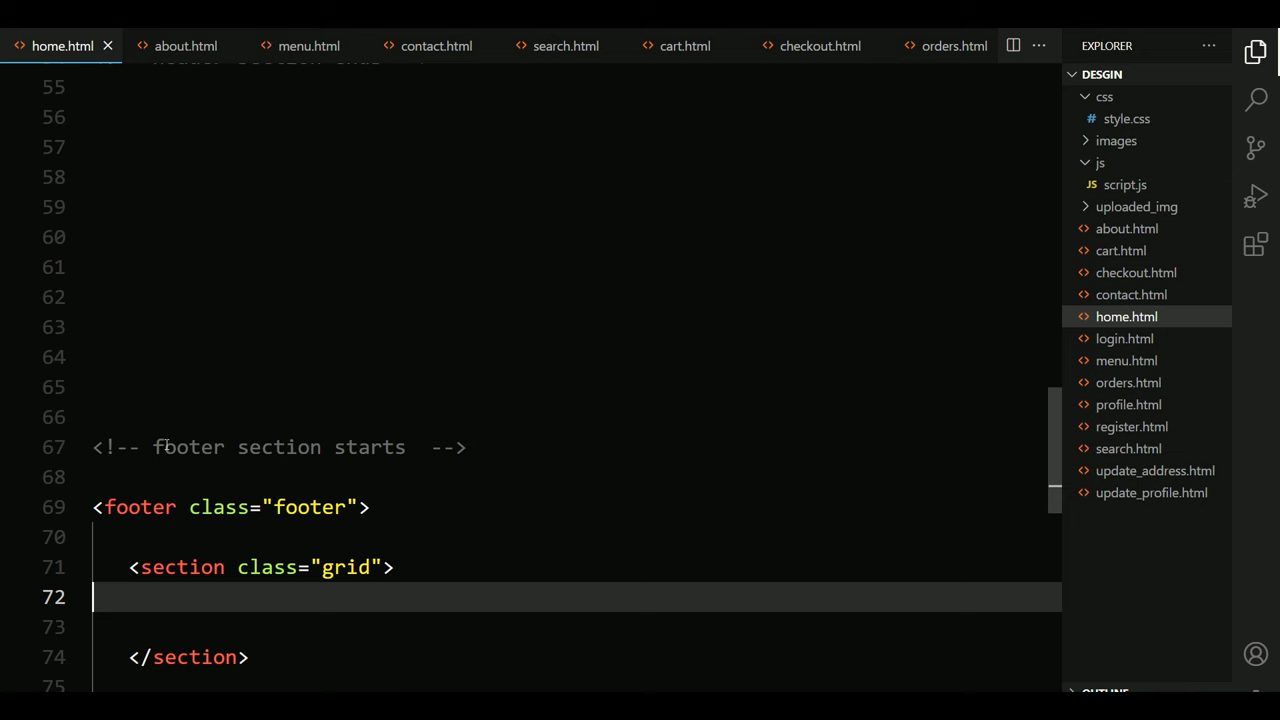 home.html
about.html
menu.html
contact.html
search.html
cart.html
checkout.html
orders.html
EXPLORER
DESGIN
css
# style.css
images
js
JS script.js
uploaded_img
about.html
cart.html
checkout.html
contact.html
home.html
login.html
menu.html
orders.html
profile.html
register.html
search.html
update_address.html
update_profile.html
OUTLINE
55
56
57
58
59
60
61
62
63
64
65
66
67 <!-- footer section starts -->
68
69 <footer class="footer">
70
71 <section class="grid">
72
73
74 </section>
75